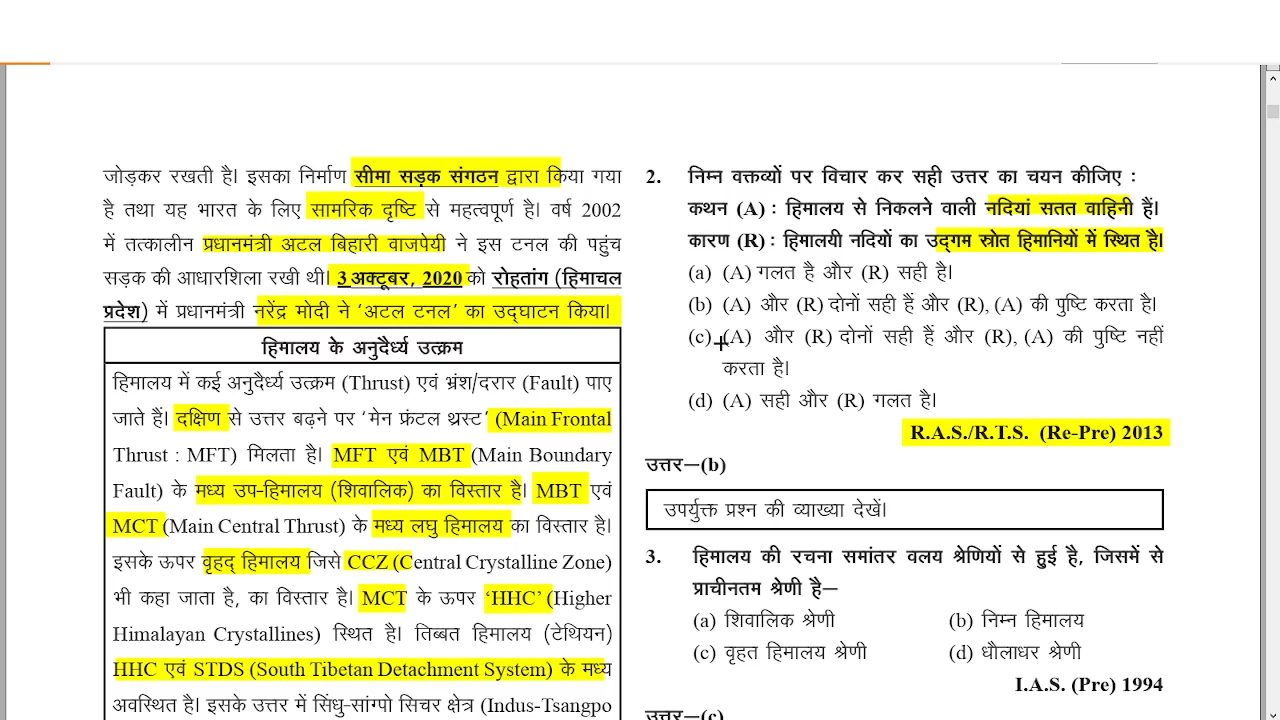 जोड़कर रखती है। इसका निर्माण सीमा सड़क संगठन द्वारा किया गया
है तथा यह भारत के लिए सामरिक दृष्टि से महत्वपूर्ण है। वर्ष 2002
में तत्कालीन प्रधानमंत्री अटल बिहारी वाजपेयी ने इस टनल की पहुंच
सड़क की आधारशिला रखी थी। 3 अक्टूबर, 2020 को रोहतांग (हिमाचल
प्रदेश) में प्रधानमंत्री नरेंद्र मोदी ने ‘अटल टनल’ का उद्घाटन किया।
हिमालय के अनुदैर्ध्य उत्क्रम
हिमालय में कई अनुदैर्ध्य उत्क्रम (Thrust) एवं भ्रंश/दरार (Fault) पाए
जाते हैं। दक्षिण से उत्तर बढ़ने पर ‘मेन फ्रंटल थ्रस्ट’ (Main Frontal
Thrust : MFT) मिलता है। MFT एवं MBT (Main Boundary
Fault) के मध्य उप-हिमालय (शिवालिक) का विस्तार है। MBT एवं
MCT (Main Central Thrust) के मध्य लघु हिमालय का विस्तार है।
इसके ऊपर वृहद् हिमालय जिसे CCZ (Central Crystalline Zone)
भी कहा जाता है, का विस्तार है। MCT के ऊपर ‘HHC’ (Higher
Himalayan Crystallines) स्थित है। तिब्बत हिमालय (टेथियन)
HHC एवं STDS (South Tibetan Detachment System) के मध्य
अवस्थित है। इसके उत्तर में सिंधु-सांग्पो सिचर क्षेत्र (Indus-Tsangpo
2. निम्न वक्तव्यों पर विचार कर सही उत्तर का चयन कीजिए :
कथन (A) : हिमालय से निकलने वाली नदियां सतत वाहिनी हैं।
कारण (R) : हिमालयी नदियों का उद्गम स्रोत हिमानियों में स्थित है।
(a) (A) गलत है और (R) सही है।
(b) (A) और (R) दोनों सही हैं और (R), (A) की पुष्टि करता है।
(c) (A) और (R) दोनों सही हैं और (R), (A) की पुष्टि नहीं
करता है।
(d) (A) सही और (R) गलत है।
R.A.S./R.T.S. (Re-Pre) 2013
उत्तर—(b)
उपर्युक्त प्रश्न की व्याख्या देखें।
3. हिमालय की रचना समांतर वलय श्रेणियों से हुई है, जिसमें से
प्राचीनतम श्रेणी है—
(a) शिवालिक श्रेणी (b) निम्न हिमालय
(c) वृहत हिमालय श्रेणी (d) धौलाधर श्रेणी
I.A.S. (Pre) 1994
उत्तर—(c)